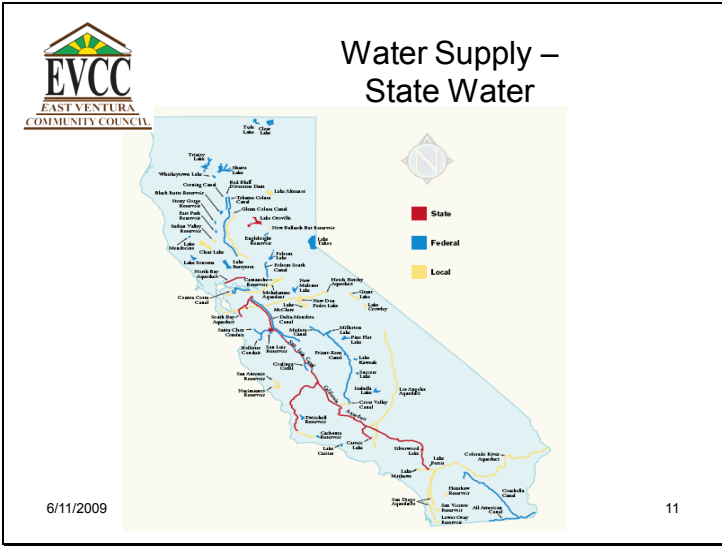 EVCC
EAST VENTURA
COMMUNITY COUNCIL
Water Supply –
State Water
Tule
Lake
Clear
Lake
Trinity
Lake
Shasta
Lake
Whiskeytown Lake
Corning Canal
Red Bluff
Diversion Dam
Black Butte Reservoir
Tehama Colusa
Canal
Lake Almanor
Stony Gorge
Reservoir
Glenn Colusa Canal
East Park
Reservoir
Lake Oroville
Indian Valley
Reservoir
New Bullards Bar Reservoir
Englebright
Reservoir
Lake
Tahoe
Lake
Mendocino
Clear Lake
Folsom
Lake
Lake Sonoma
Lake
Berryessa
Folsom South
Canal
North Bay
Aqueduct
Camanche
Reservoir
New
Melones
Lake
Hetch Hetchy
Aqueduct
Contra Costa
Canal
Mokelumne
Aqueduct
New Don
Pedro Lake
Grant
Lake
Lake
McClure
Lake
Crowley
South Bay
Aqueduct
Delta-Mendota
Canal
Santa Clara
Conduit
Madera
Canal
Millerton
Lake
Pine Flat
Lake
Hollister
Conduit
San Luis
Reservoir
San Luis Canal
Friant-Kern
Canal
Lake
Kaweah
Coalinga
Canal
Success
Lake
San Antonio
Reservoir
Isabella
Lake
Los Angeles
Aqueduct
Nacimiento
Reservoir
California
Aqueduct
Cross Valley
Canal
Twitchell
Reservoir
Cachuma
Reservoir
Castaic
Lake
Silverwood
Lake
Colorado River
Aqueduct
Lake
Casitas
Lake
Perris
Lake
Mathews
Henshaw
Reservoir
Coachella
Canal
San Diego
Aqueducts
San Vicente
Reservoir
All American
Canal
Lower Otay
Reservoir
N
State
Federal
Local
6/11/2009
11